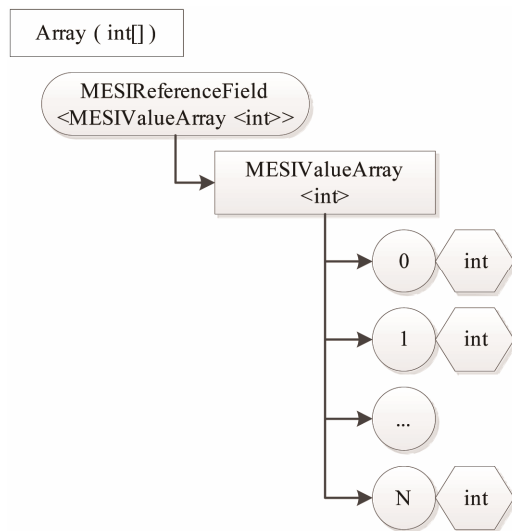 Array ( int[] )
MESIReferenceField
<MESIValueArray <int>>
MESIValueArray
<int>
0 int
1 int
...
N int